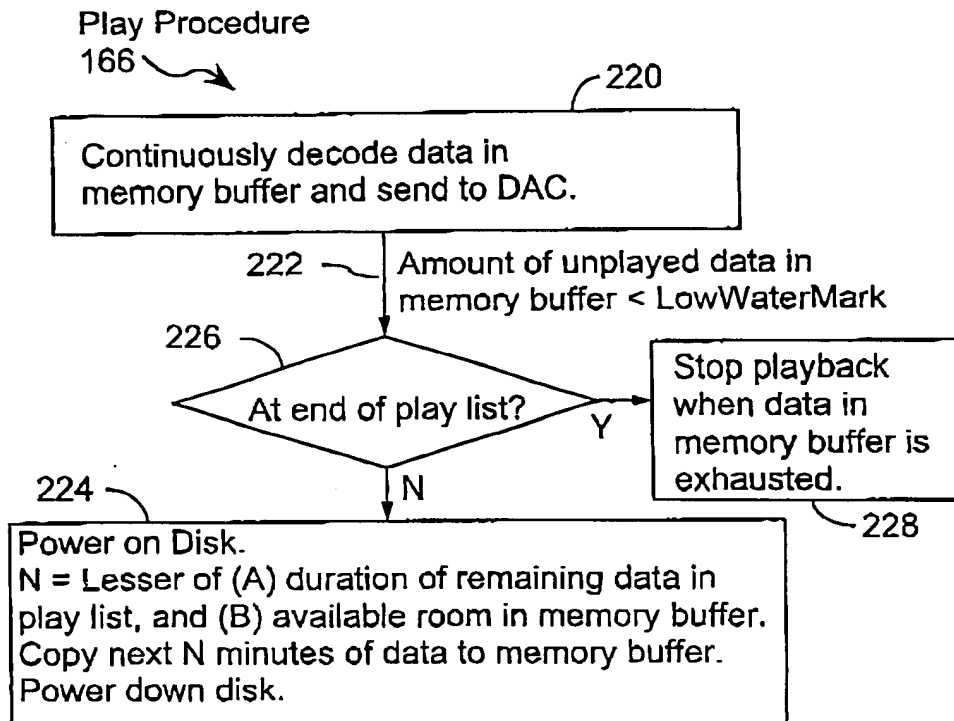 Play Procedure
166
220
Continuously decode data in
memory buffer and send to DAC.
222
Amount of unplayed data in
memory buffer < LowWaterMark
226
At end of play list?
Y
Stop playback
when data in
memory buffer is
exhausted.
228
N
224
Power on Disk.
N = Lesser of (A) duration of remaining data in
play list, and (B) available room in memory buffer.
Copy next N minutes of data to memory buffer.
Power down disk.